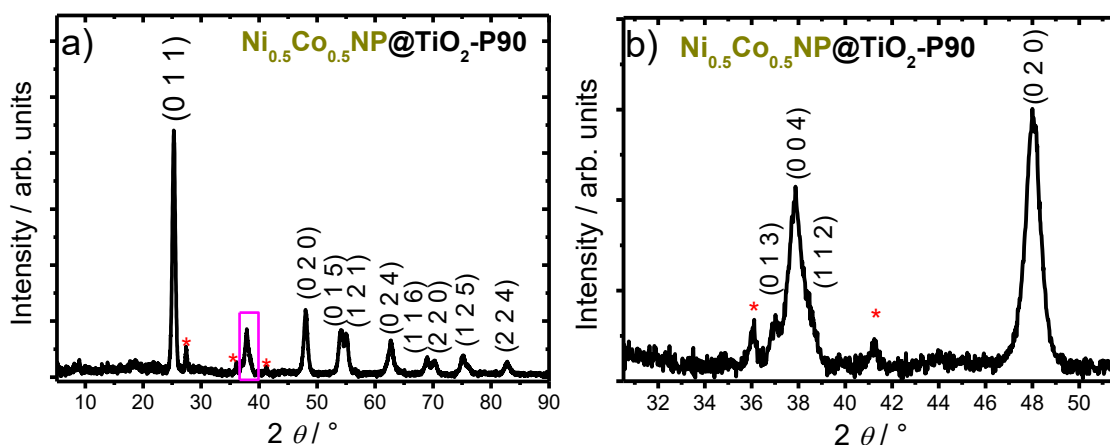 a)
Ni0.5Co0.5NP@TiO2-P90
Intensity / arb. units
(0 1 1)
*
*
*
(0 2 0)
(0 1 5)
(1 2 1)
(0 2 4)
(1 1 6)
(2 2 0)
(1 2 5)
(2 2 4)
10 20 30 40 50 60 70 80 90
2 θ / °
b)
Ni0.5Co0.5NP@TiO2-P90
Intensity / arb. units
*
(0 1 3)
(0 0 4)
(1 1 2)
*
(0 2 0)
32 34 36 38 40 42 44 46 48 50
2 θ / °